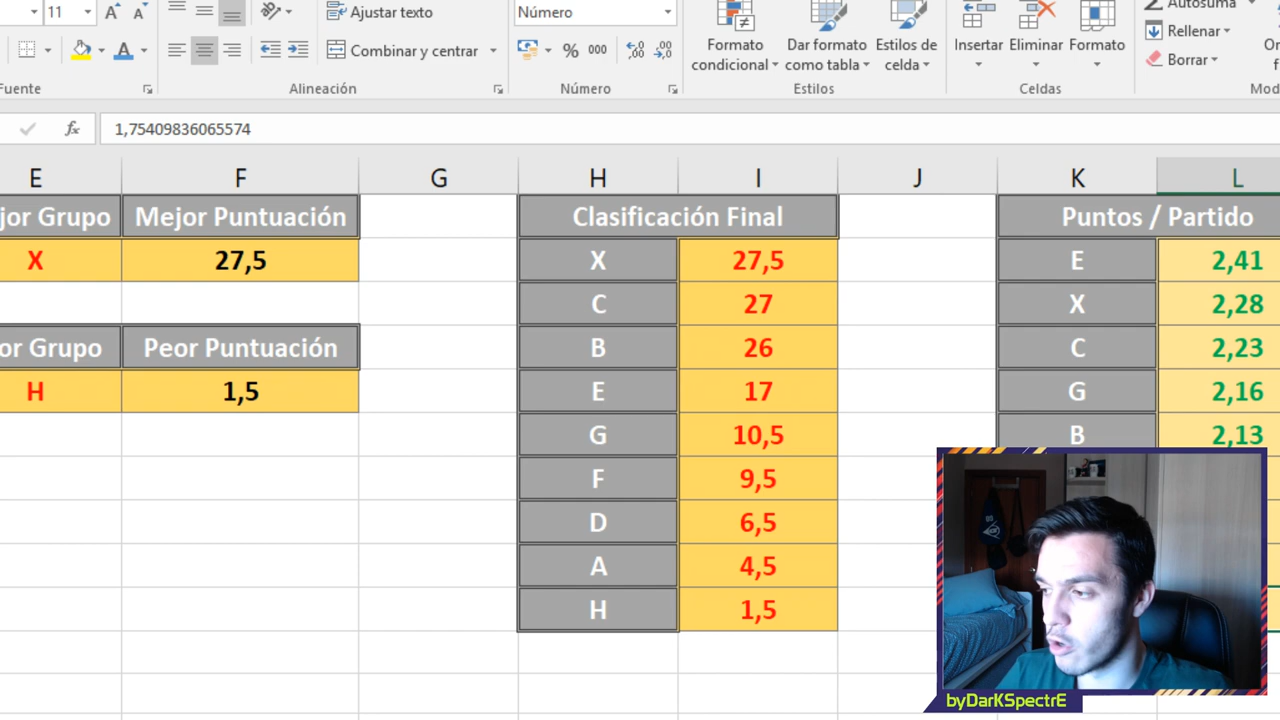 11
Ajustar texto
Número
Autosuma
Combinar y centrar
% 000
Formato condicional
Dar formato como tabla
Estilos de celda
Insertar
Eliminar
Formato
Rellenar
Borrar
Fuente
Alineación
Número
Estilos
Celdas
fx 1,75409836065574
E F G H I J K L
jor Grupo Mejor Puntuación Clasificación Final Puntos / Partido
X 27,5 X 27,5 E 2,41
C 27 X 2,28
or Grupo Peor Puntuación B 26 C 2,23
H 1,5 E 17 G 2,16
G 10,5 B 2,13
F 9,5
D 6,5
A 4,5
H 1,5
byDarKSpectrE